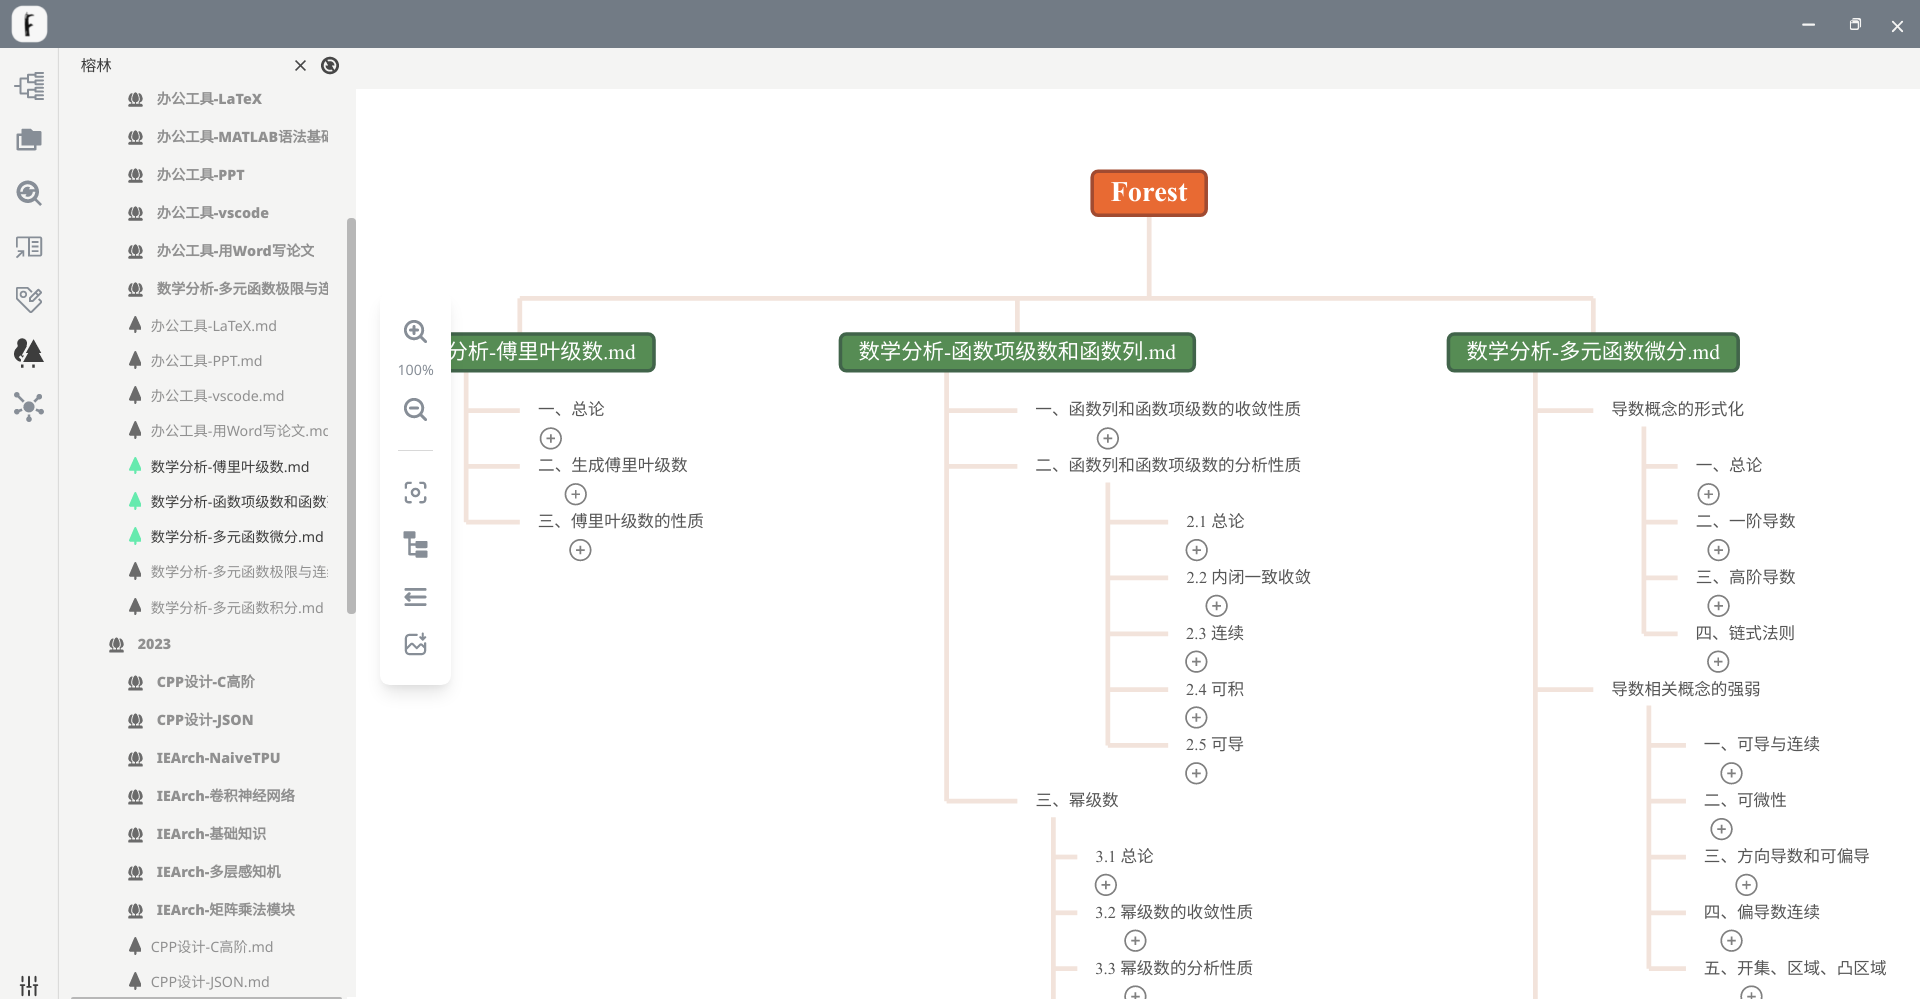 榕林
办公工具-LaTeX
办公工具-MATLAB语法基础
办公工具-PPT
办公工具-vscode
办公工具-用Word写论文
数学分析-多元函数极限与连
办公工具-LaTeX.md
办公工具-PPT.md
办公工具-vscode.md
办公工具-用Word写论文.md
数学分析-傅里叶级数.md
数学分析-函数项级数和函数
数学分析-多元函数微分.md
数学分析-多元函数极限与连
数学分析-多元函数积分.md
2023
CPP设计-C高阶
CPP设计-JSON
IEArch-NaiveTPU
IEArch-卷积神经网络
IEArch-基础知识
IEArch-多层感知机
IEArch-矩阵乘法模块
CPP设计-C高阶.md
CPP设计-JSON.md
100%
Forest
分析-傅里叶级数.md
一、总论
二、生成傅里叶级数
三、傅里叶级数的性质
数学分析-函数项级数和函数列.md
一、函数列和函数项级数的收敛性质
二、函数列和函数项级数的分析性质
2.1 总论
2.2 内闭一致收敛
2.3 连续
2.4 可积
2.5 可导
三、幂级数
3.1 总论
3.2 幂级数的收敛性质
3.3 幂级数的分析性质
数学分析-多元函数微分.md
导数概念的形式化
一、总论
二、一阶导数
三、高阶导数
四、链式法则
导数相关概念的强弱
一、可导与连续
二、可微性
三、方向导数和可偏导
四、偏导数连续
五、开集、区域、凸区域